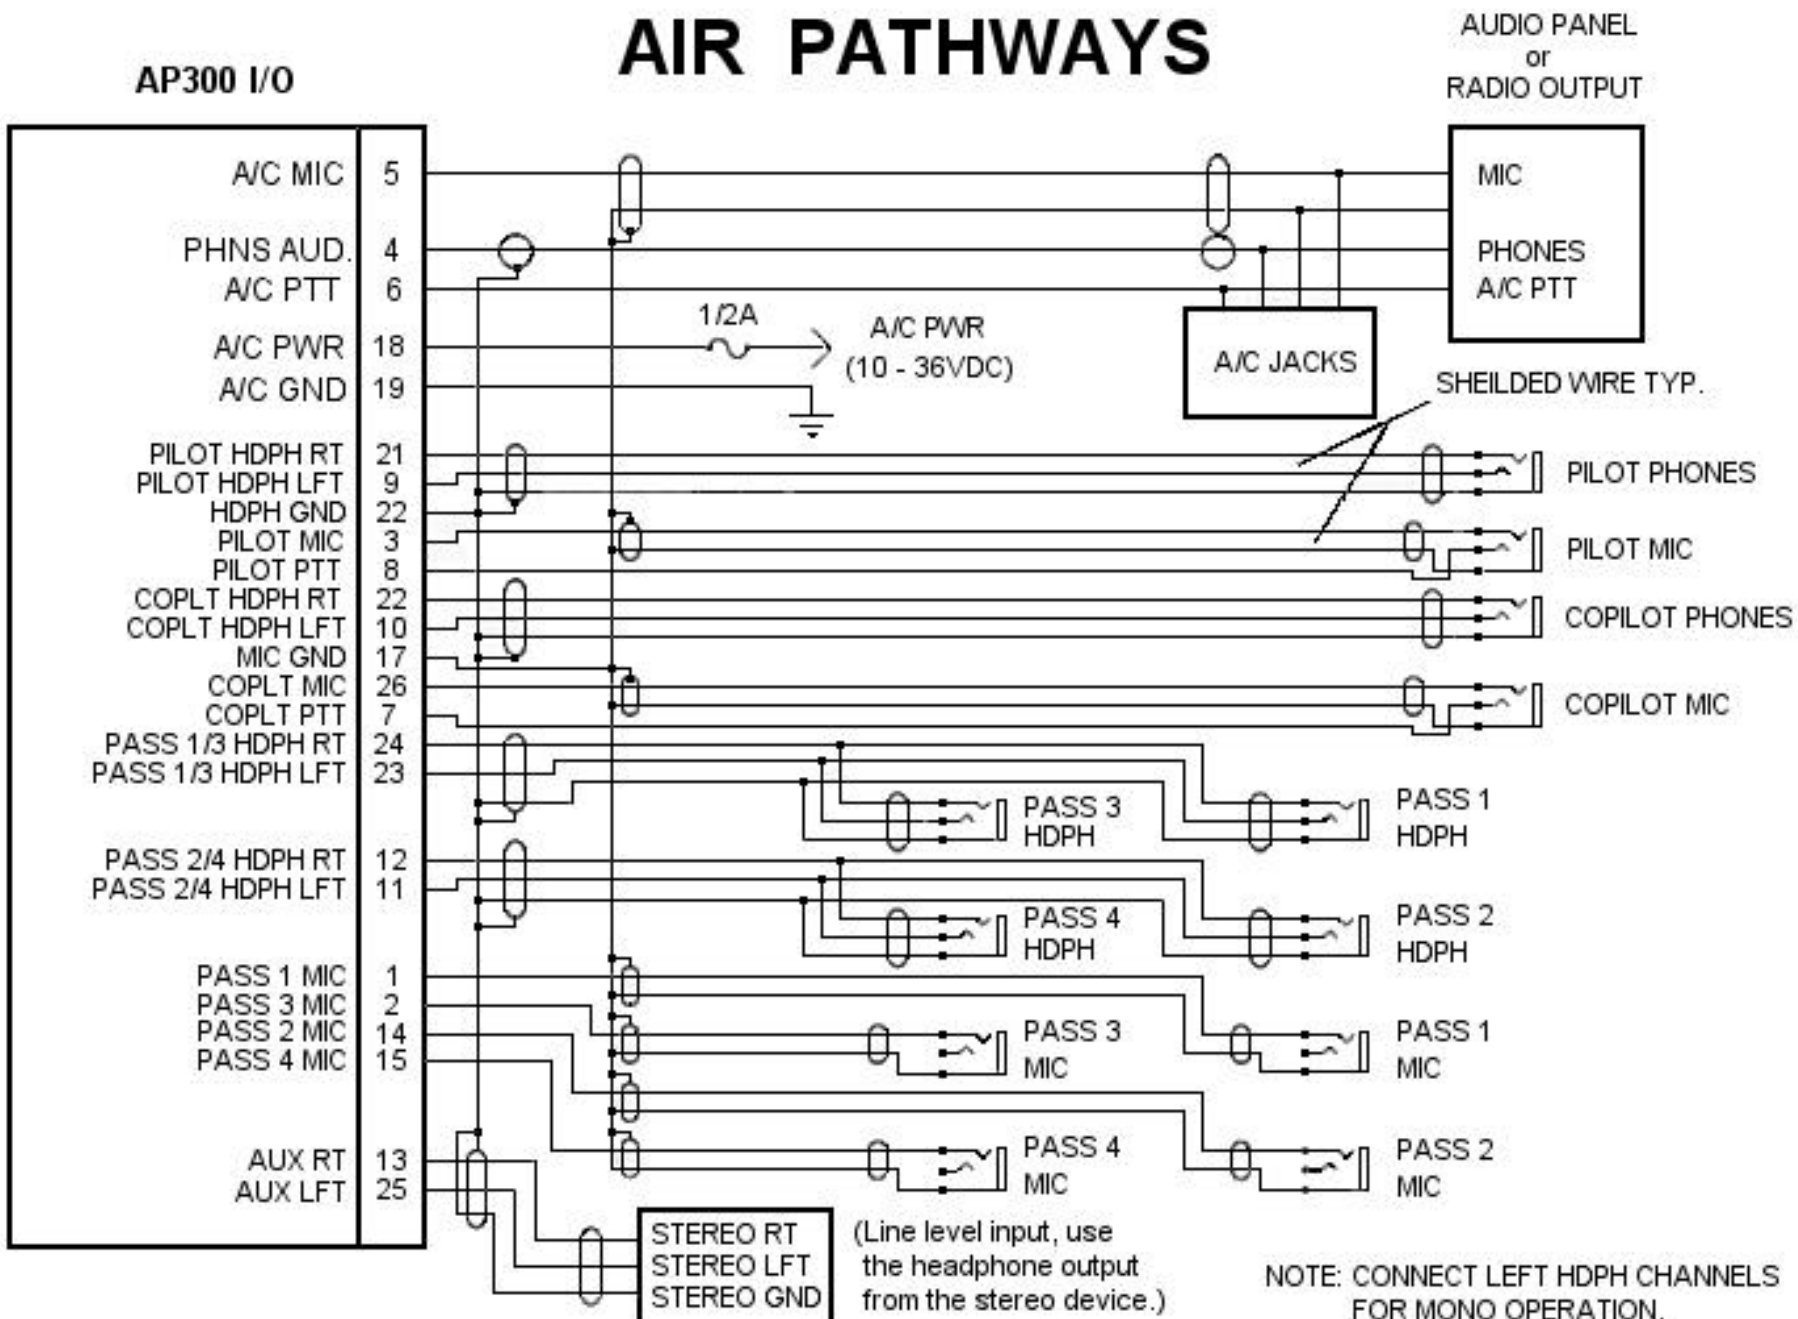 AIR PATHWAYS
AUDIO PANEL
or
RADIO OUTPUT
AP300 I/O
A/C MIC 5
MIC
PHNS AUD. 4
PHONES
A/C PTT 6
A/C PTT
1/2A
A/C PWR
(10 - 36VDC)
A/C PWR 18
A/C JACKS
A/C GND 19
SHEILDED WIRE TYP.
PILOT HDPH RT 21
PILOT HDPH LFT 9
PILOT PHONES
HDPH GND 22
PILOT MIC 3
PILOT MIC
PILOT PTT 8
COPLT HDPH RT 22
COPLT HDPH LFT 10
COPILOT PHONES
MIC GND 17
COPLT MIC 26
COPLT PTT 7
COPILOT MIC
PASS 1/3 HDPH RT 24
PASS 1/3 HDPH LFT 23
PASS 3
HDPH
PASS 1
HDPH
PASS 2/4 HDPH RT 12
PASS 2/4 HDPH LFT 11
PASS 4
HDPH
PASS 2
HDPH
PASS 1 MIC 1
PASS 3 MIC 2
PASS 2 MIC 14
PASS 4 MIC 15
PASS 3
MIC
PASS 1
MIC
PASS 4
MIC
PASS 2
MIC
AUX RT 13
AUX LFT 25
STEREO RT
STEREO LFT
STEREO GND
(Line level input, use
the headphone output
from the stereo device.)
NOTE: CONNECT LEFT HDPH CHANNELS
FOR MONO OPERATION.